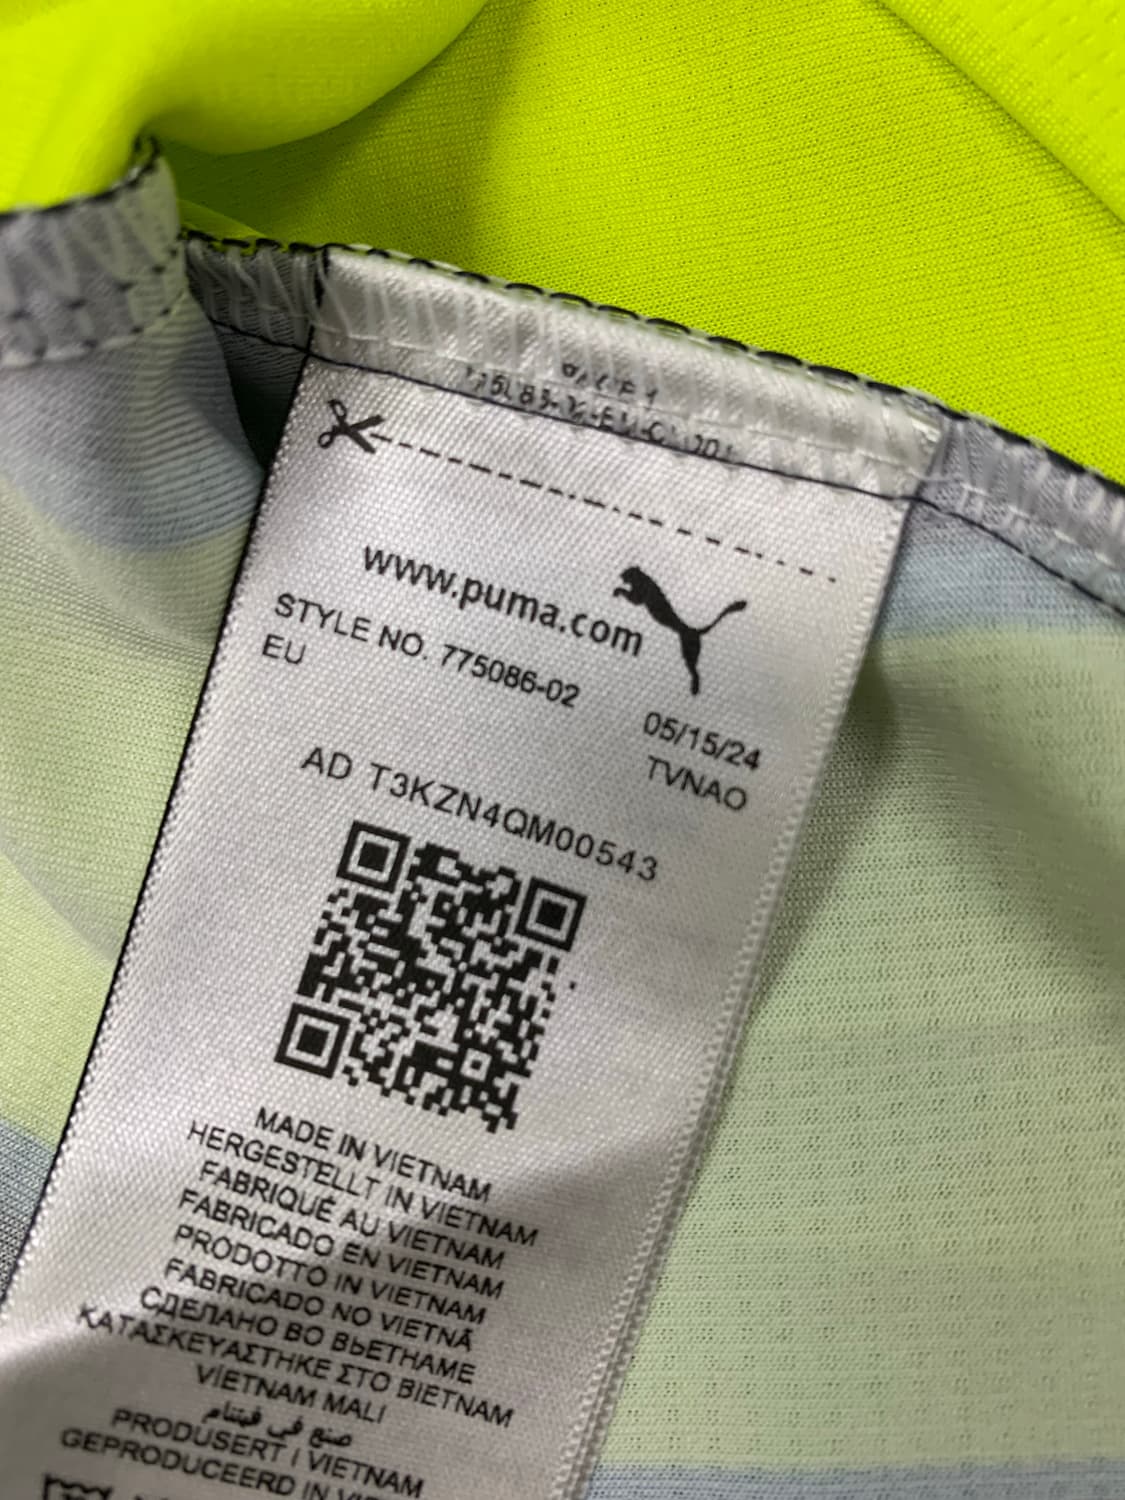 www.puma.com
STYLE NO. 775086-02
EU
05/15/24
TVNAO
AD T3KZN4QM00543
MADE IN VIETNAM
HERGESTELLT IN VIETNAM
FABRIQUÉ AU VIETNAM
FABRICADO EN VIETNAM
PRODOTTO IN VIETNAM
FABRICADO NO VIETNÃ
СДЕЛАНО ВО ВЬЕТНАМЕ
ΚΑΤΑΣΚΕΥΑΣΤΗΚΕ ΣΤΟ ΒΙΕΤΝΑΜ
VİETNAM MALI
صنع في فيتنام
PRODUSERT I VIETNAM
GEPRODUCEERD IN